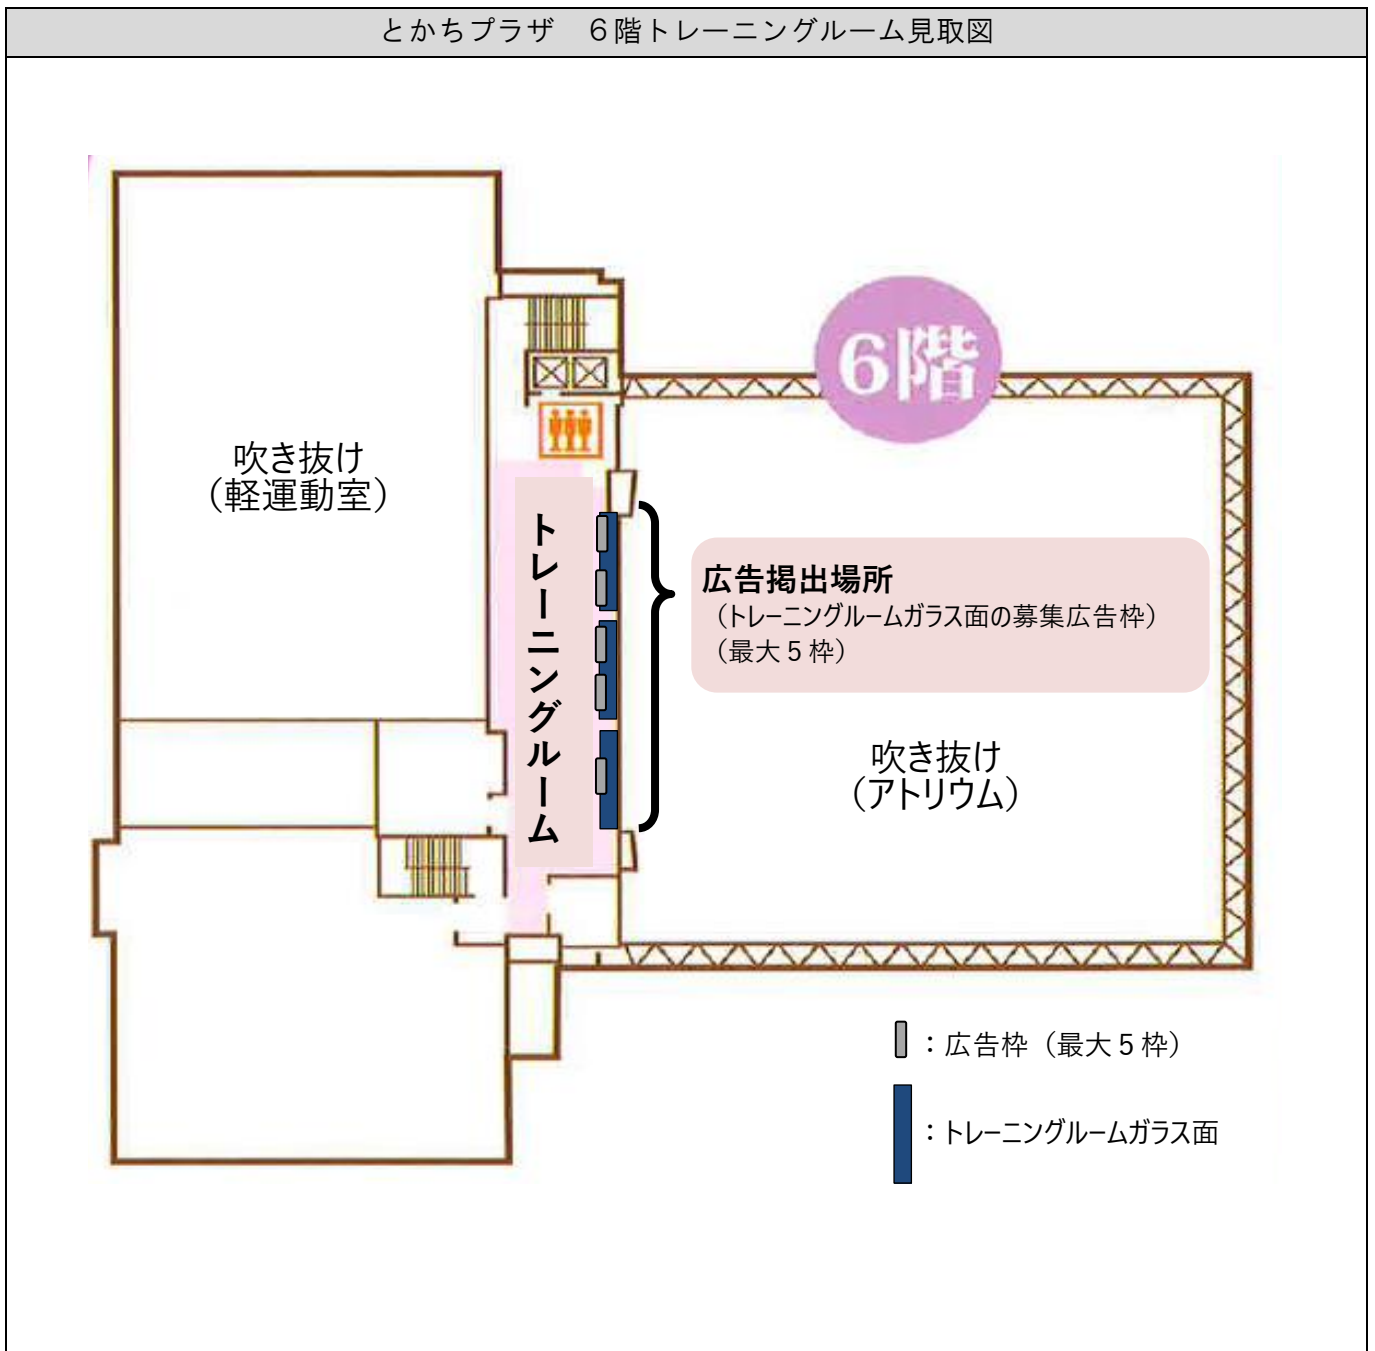 とかちプラザ　６階トレーニングルーム見取図
6階
吹き抜け
（軽運動室）
トレーニングルーム
広告掲出場所
（トレーニングルームガラス面の募集広告枠）
（最大５枠）
吹き抜け
（アトリウム）
：広告枠（最大５枠）
：トレーニングルームガラス面